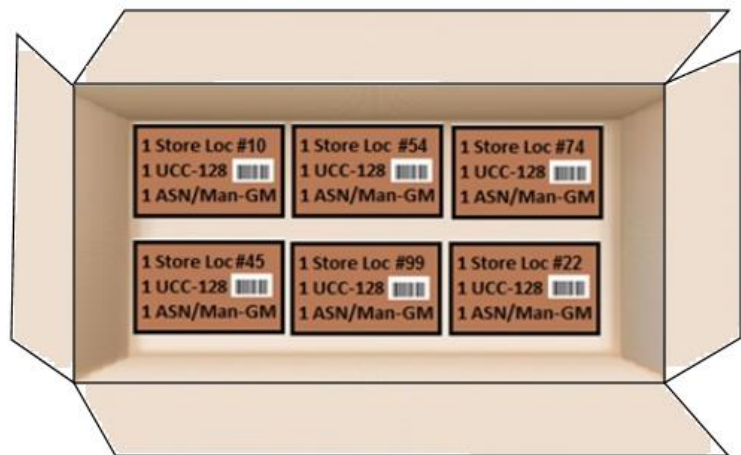 1 Store Loc #10
1 UCC-128
1 ASN/Man-GM
1 Store Loc #54
1 UCC-128
1 ASN/Man-GM
1 Store Loc #74
1 UCC-128
1 ASN/Man-GM
1 Store Loc #45
1 UCC-128
1 ASN/Man-GM
1 Store Loc #99
1 UCC-128
1 ASN/Man-GM
1 Store Loc #22
1 UCC-128
1 ASN/Man-GM